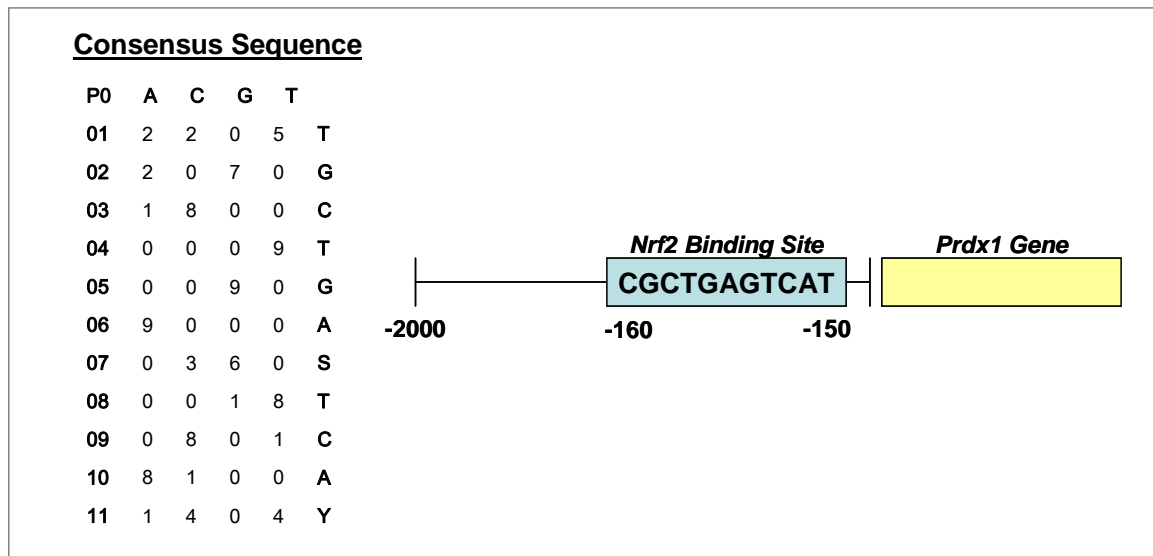 Consensus Sequence
P0 A C G T
01 2 2 0 5 T
02 2 0 7 0 G
03 1 8 0 0 C
04 0 0 0 9 T
05 0 0 9 0 G
06 9 0 0 0 A
07 0 3 6 0 S
08 0 0 1 8 T
09 0 8 0 1 C
10 8 1 0 0 A
11 1 4 0 4 Y
Nrf2 Binding Site Prdx1 Gene
CGCTGAGTCAT
-2000 -160 -150